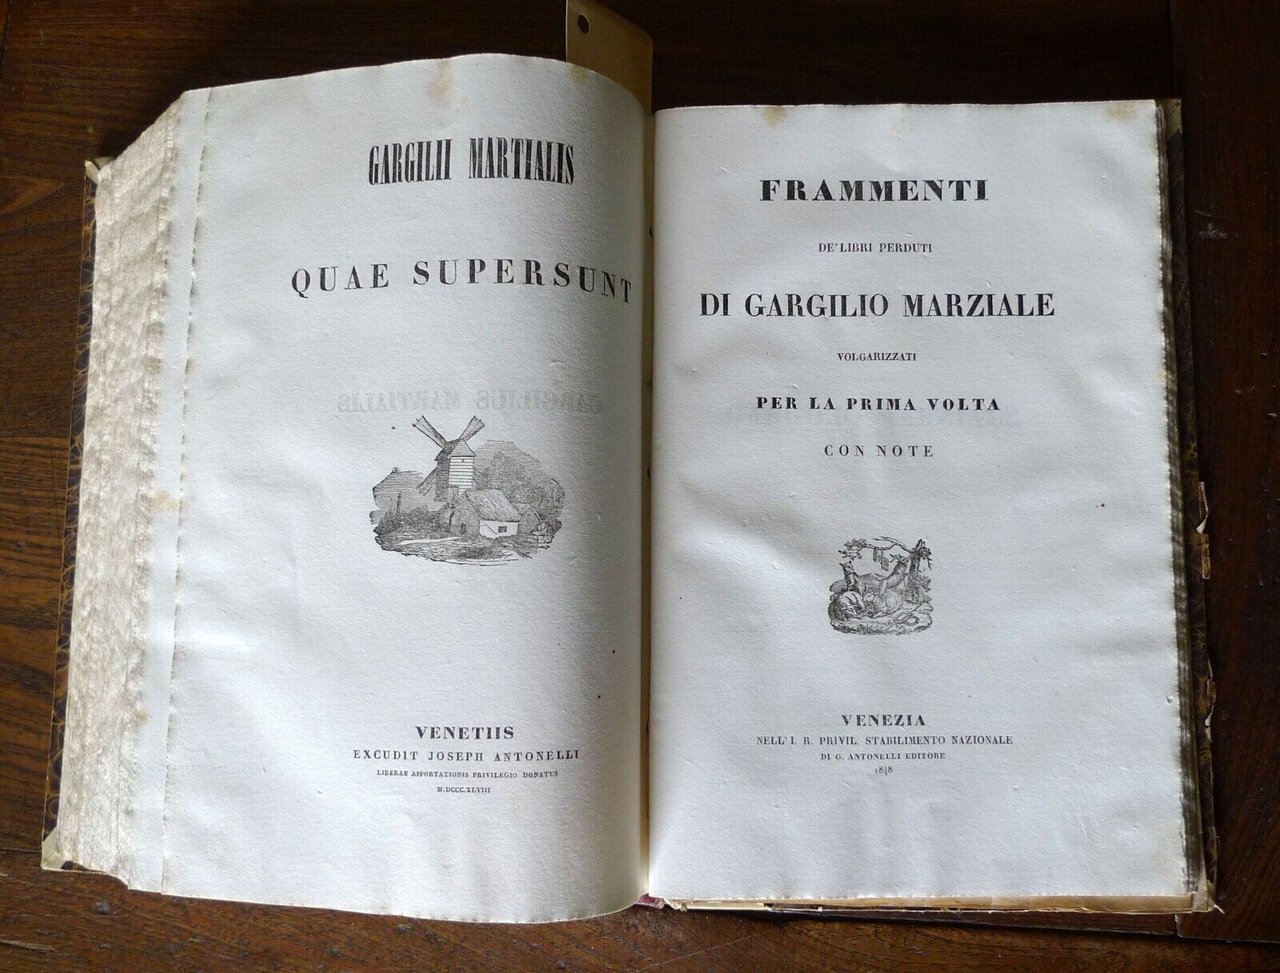 GARGILII MARTIALIS
QUAE SUPERSUNT
VENETIIS
EXCUDIT JOSEPH ANTONELLI
LIBERAE ASPORTATIONIS PRIVILEGIO DONATUS
M.DCCC.XLVIII
FRAMMENTI
DE' LIBRI PERDUTI
DI GARGILIO MARZIALE
VOLGARIZZATI
PER LA PRIMA VOLTA
CON NOTE
VENEZIA
NELL' I. R. PRIVIL. STABILIMENTO NAZIONALE
DI G. ANTONELLI EDITORE
1848